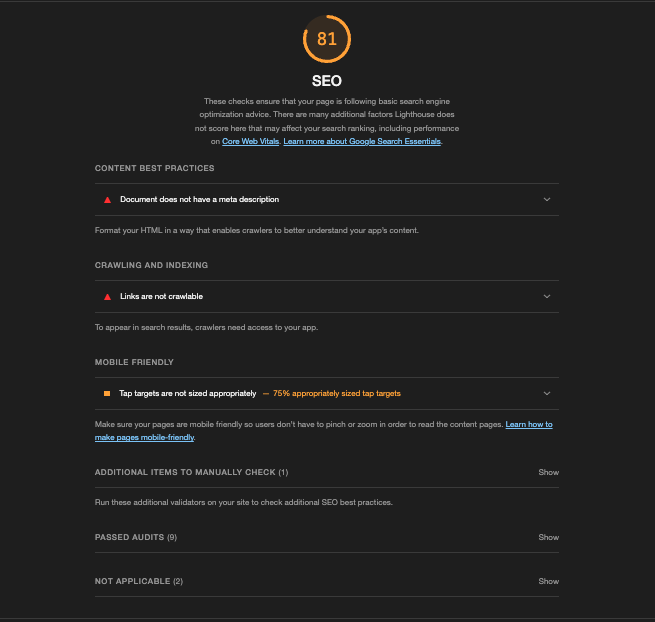 81
SEO
These checks ensure that your page is following basic search engine
optimization advice. There are many additional factors Lighthouse does
not score here that may affect your search ranking, including performance
on Core Web Vitals. Learn more about Google Search Essentials.
CONTENT BEST PRACTICES
Document does not have a meta description
Format your HTML in a way that enables crawlers to better understand your app's content.
CRAWLING AND INDEXING
Links are not crawlable
To appear in search results, crawlers need access to your app.
MOBILE FRIENDLY
Tap targets are not sized appropriately — 75% appropriately sized tap targets
Make sure your pages are mobile friendly so users don't have to pinch or zoom in order to read the content pages. Learn how to
make pages mobile-friendly.
ADDITIONAL ITEMS TO MANUALLY CHECK (1) Show
Run these additional validators on your site to check additional SEO best practices.
PASSED AUDITS (9) Show
NOT APPLICABLE (2) Show